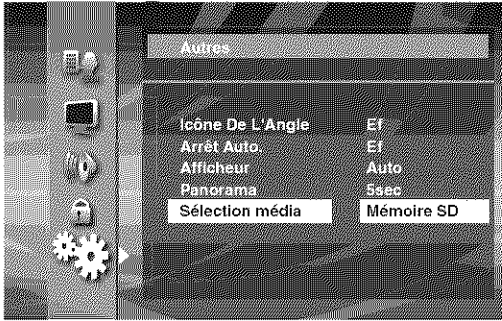 Autres
Icône De L'Angle Ef
Arrêt Auto. Ef
Afficheur Auto
Panorama 5sec
Sélection média Mémoire SD